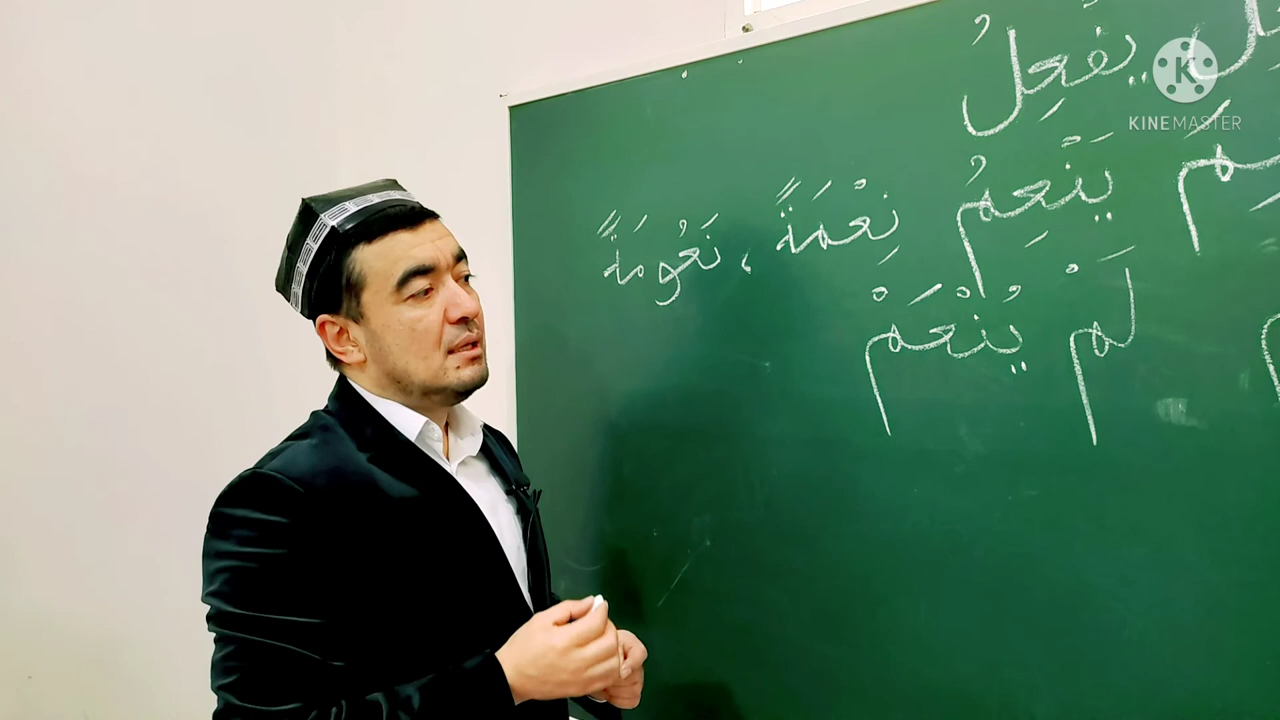 يَفْعِلُ
يَنْعِمُ نِعْمَةً ، نَعُومَةً
لَمْ يُنْعَمْ
KINEMASTER